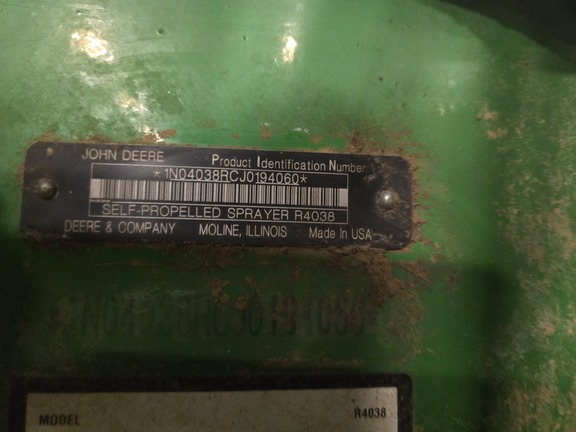 JOHN DEERE Product Identification Number
*1N04038RCJ0194060*
SELF-PROPELLED SPRAYER R4038
DEERE & COMPANY MOLINE, ILLINOIS Made In USA
MODEL R4038